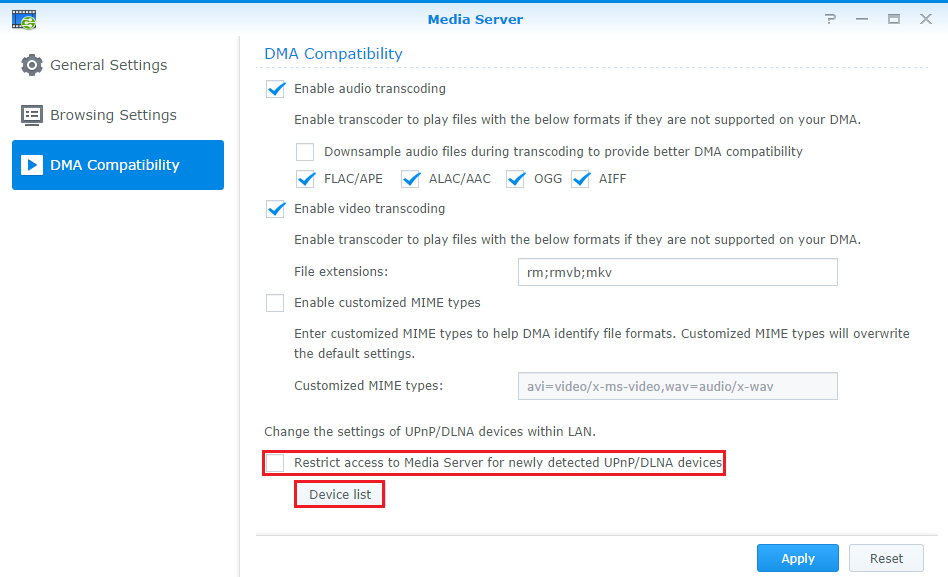 Media Server
General Settings
Browsing Settings
DMA Compatibility
DMA Compatibility
Enable audio transcoding
Enable transcoder to play files with the below formats if they are not supported on your DMA.
Downsample audio files during transcoding to provide better DMA compatibility
FLAC/APE ALAC/AAC OGG AIFF
Enable video transcoding
Enable transcoder to play files with the below formats if they are not supported on your DMA.
File extensions: rm;rmvb;mkv
Enable customized MIME types
Enter customized MIME types to help DMA identify file formats. Customized MIME types will overwrite
the default settings.
Customized MIME types: avi=video/x-ms-video,wav=audio/x-wav
Change the settings of UPnP/DLNA devices within LAN.
Restrict access to Media Server for newly detected UPnP/DLNA devices
Device list
Apply Reset